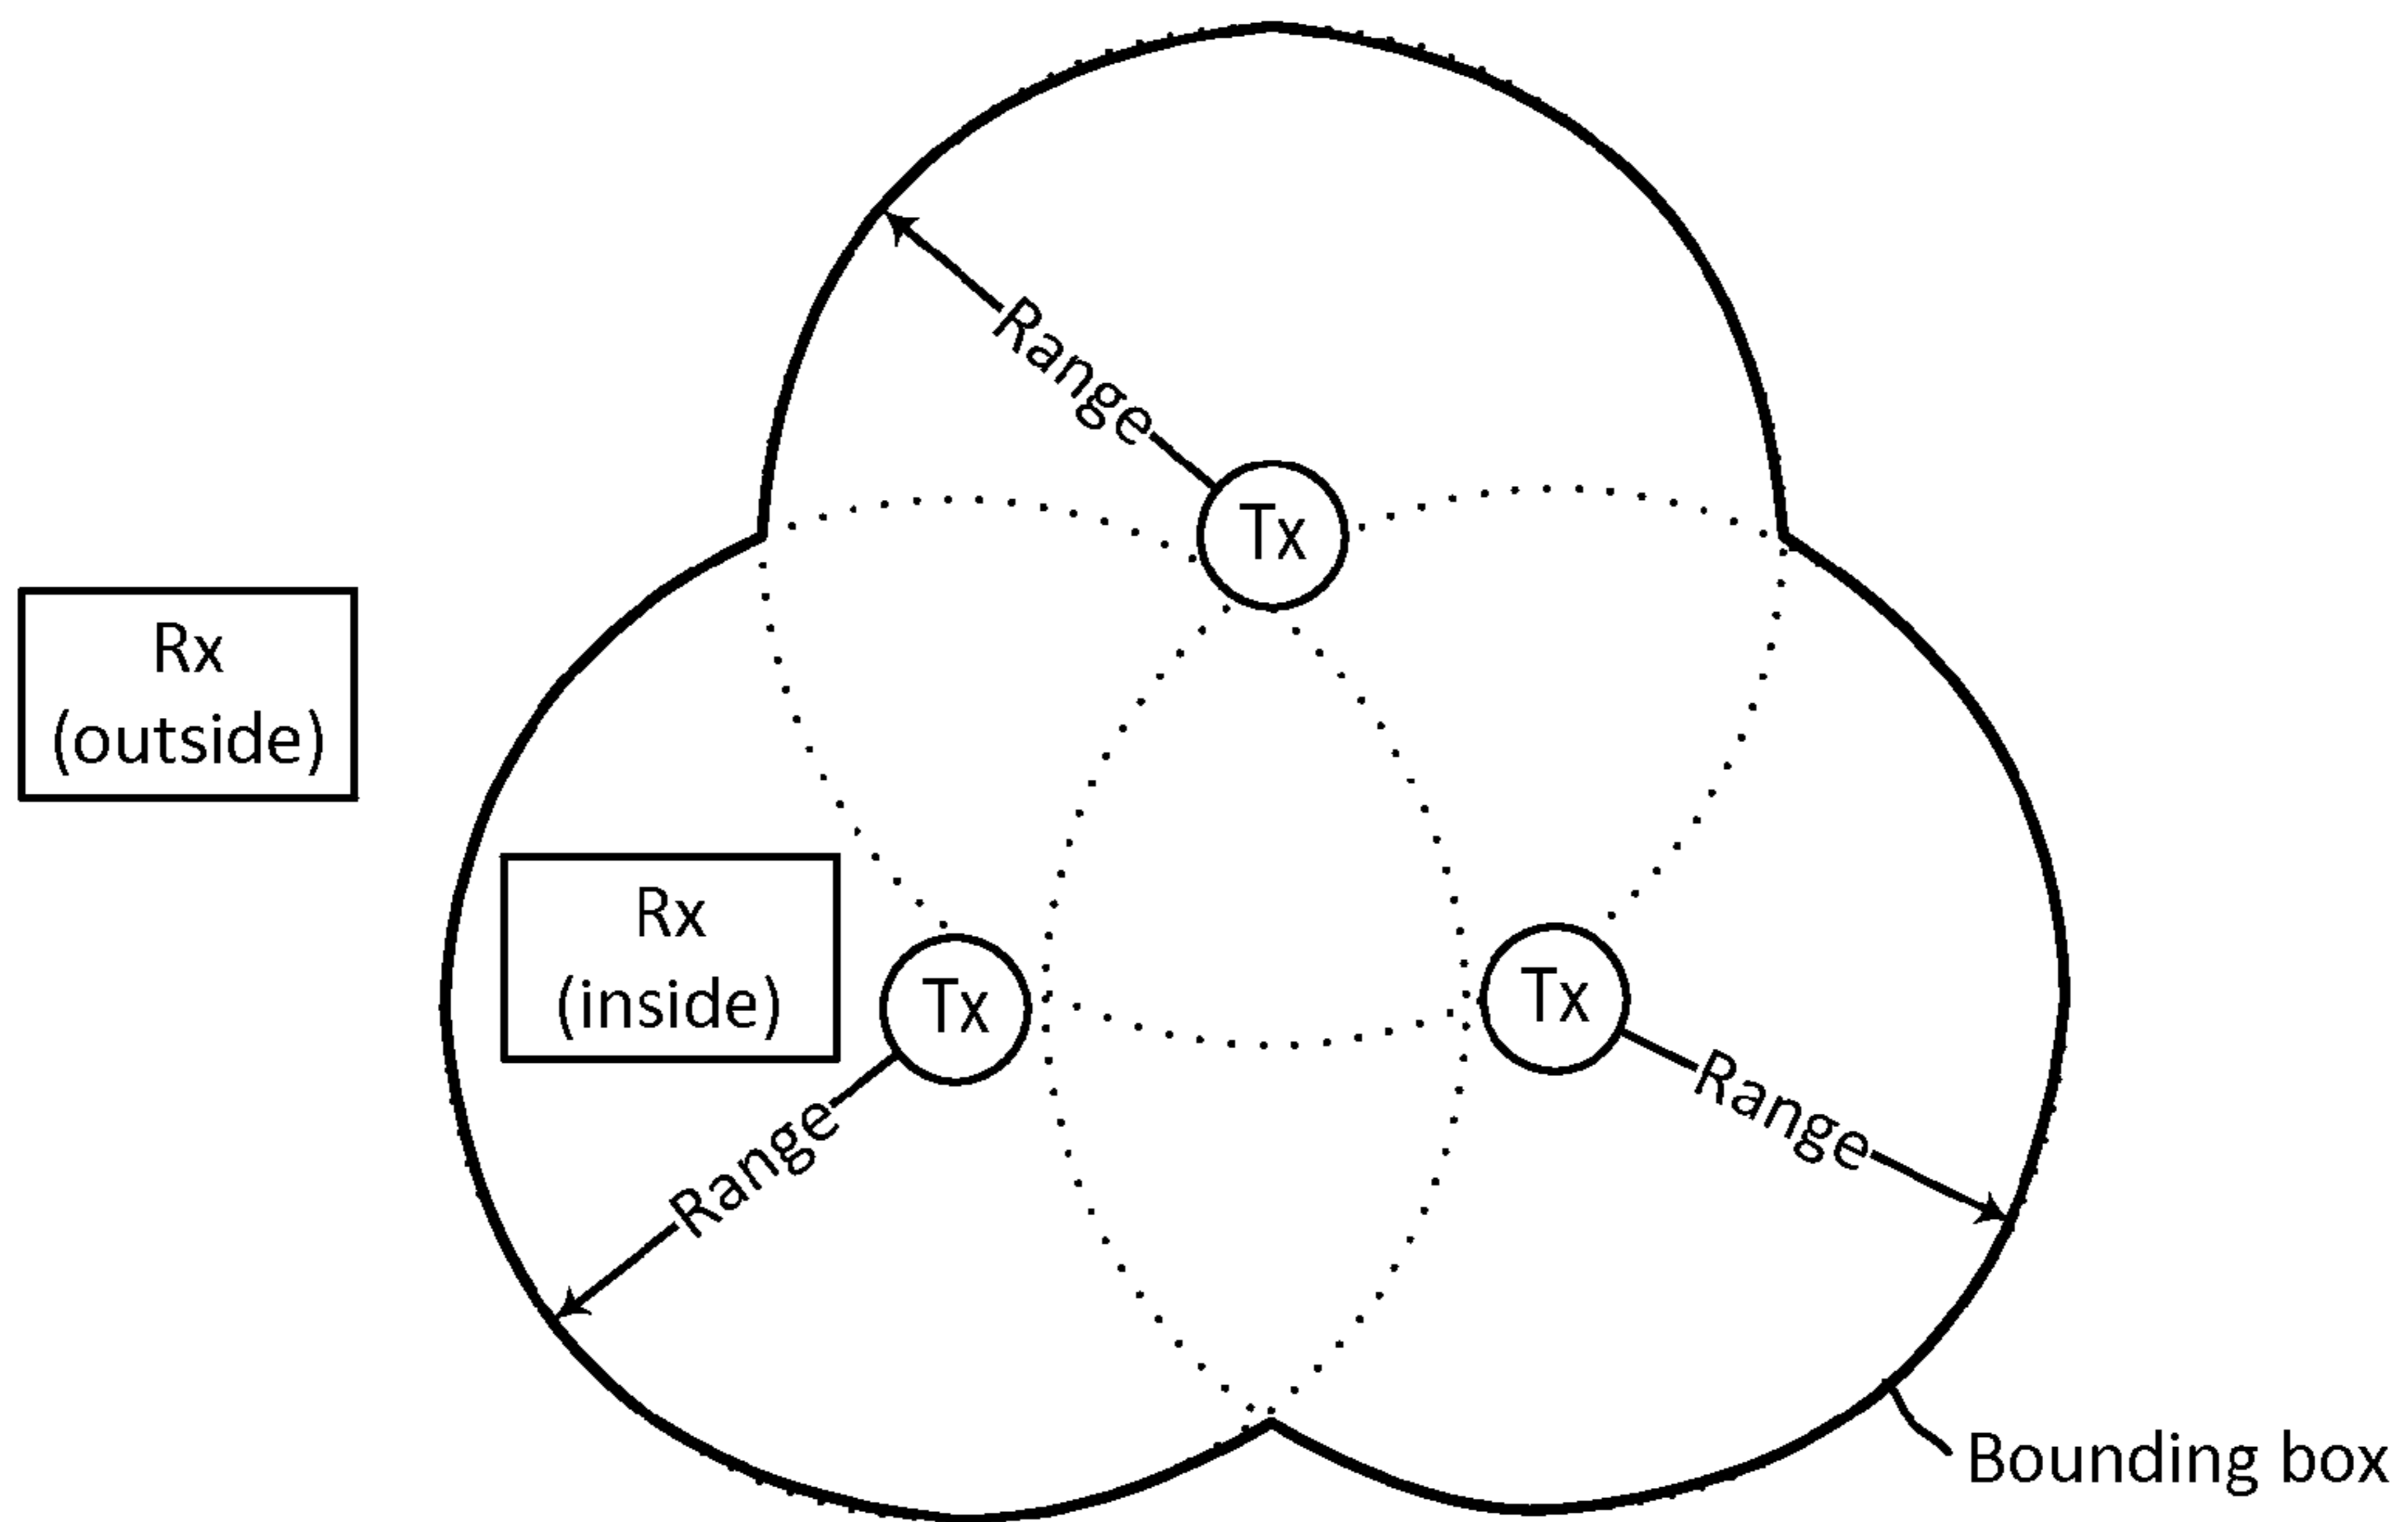 Range
Tx
Rx
(outside)
Rx
(inside)
Tx
Tx
Range
Range
Bounding box